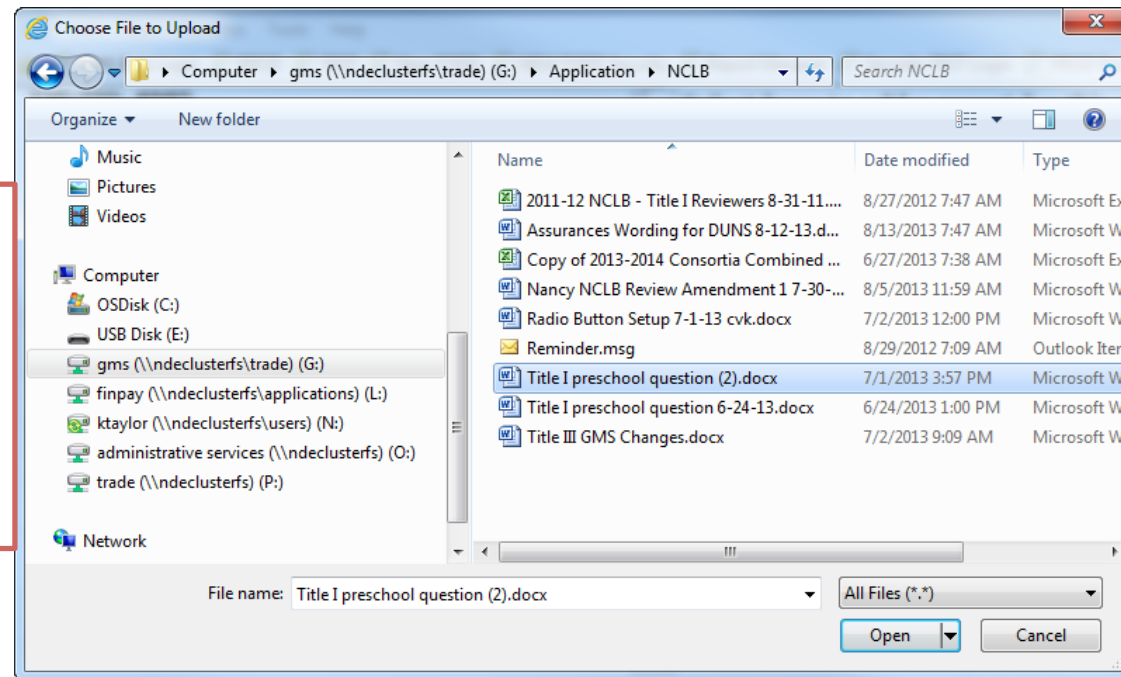 Choose File to Upload
Computer gms (\\ndeclusterfs\trade) (G:) Application NCLB
Search NCLB
Organize New folder
Music
Pictures
Videos
Computer
OSDisk (C:)
USB Disk (E:)
gms (\\ndeclusterfs\trade) (G:)
finpay (\\ndeclusterfs\applications) (L:)
ktaylor (\\ndeclusterfs\users) (N:)
administrative services (\\ndeclusterfs) (O:)
trade (\\ndeclusterfs) (P:)
Network
Name Date modified Type
2011-12 NCLB - Title I Reviewers 8-31-11.... 8/27/2012 7:47 AM Microsoft Ex
Assurances Wording for DUNS 8-12-13.d... 8/13/2013 7:47 AM Microsoft W
Copy of 2013-2014 Consortia Combined ... 6/27/2013 7:38 AM Microsoft Ex
Nancy NCLB Review Amendment 1 7-30-... 8/5/2013 11:59 AM Microsoft W
Radio Button Setup 7-1-13 cvk.docx 7/2/2013 12:00 PM Microsoft W
Reminder.msg 8/29/2012 7:09 AM Outlook Iter
Title I preschool question (2).docx 7/1/2013 3:57 PM Microsoft W
Title I preschool question 6-24-13.docx 6/24/2013 1:00 PM Microsoft W
Title III GMS Changes.docx 7/2/2013 9:09 AM Microsoft W
File name: Title I preschool question (2).docx All Files (*.*)
Open Cancel